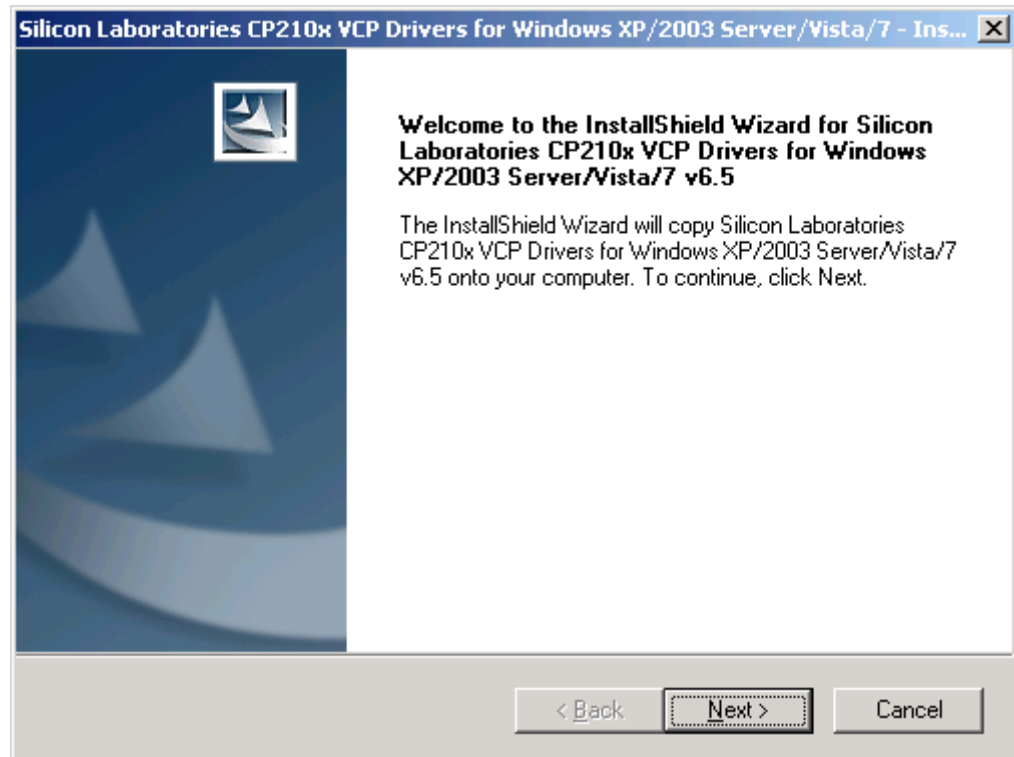 Silicon Laboratories CP210x VCP Drivers for Windows XP/2003 Server/Vista/7 - Ins...
Welcome to the InstallShield Wizard for Silicon
Laboratories CP210x VCP Drivers for Windows
XP/2003 Server/Vista/7 v6.5
The InstallShield Wizard will copy Silicon Laboratories
CP210x VCP Drivers for Windows XP/2003 Server/Vista/7
v6.5 onto your computer. To continue, click Next.
< Back
Next >
Cancel